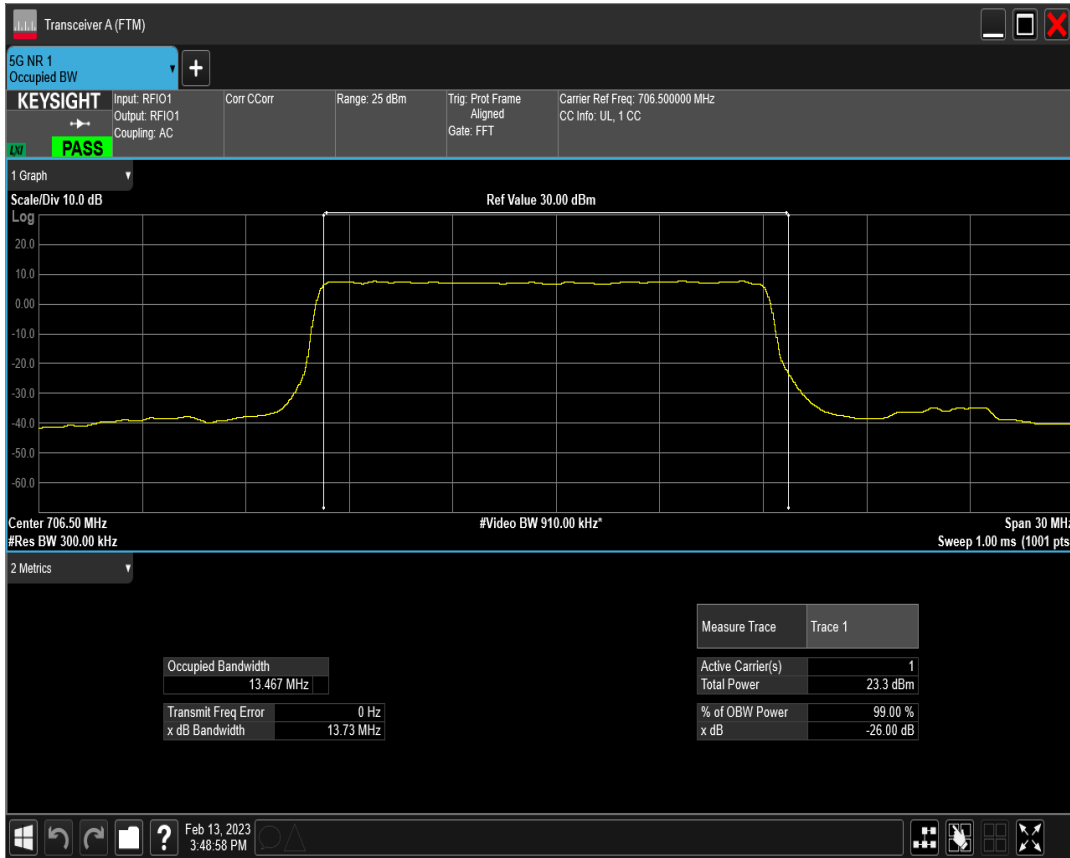 Transceiver A (FTM)
5G NR 1
Occupied BW
+
KEYSIGHT
LXI
PASS
Input: RFIO1
Output: RFIO1
Coupling: AC
Corr CCorr
Range: 25 dBm
Trig: Prot Frame
Aligned
Gate: FFT
Carrier Ref Freq: 706.500000 MHz
CC Info: UL, 1 CC
1 Graph
Scale/Div 10.0 dB
Ref Value 30.00 dBm
Log
20.0
10.0
0.00
-10.0
-20.0
-30.0
-40.0
-50.0
-60.0
Center 706.50 MHz
#Video BW 910.00 kHz*
Span 30 MHz
#Res BW 300.00 kHz
Sweep 1.00 ms (1001 pts
2 Metrics
Measure Trace Trace 1
Occupied Bandwidth
13.467 MHz
Active Carrier(s) 1
Total Power 23.3 dBm
Transmit Freq Error 0 Hz
x dB Bandwidth 13.73 MHz
% of OBW Power 99.00 %
x dB -26.00 dB
?
Feb 13, 2023
3:48:58 PM